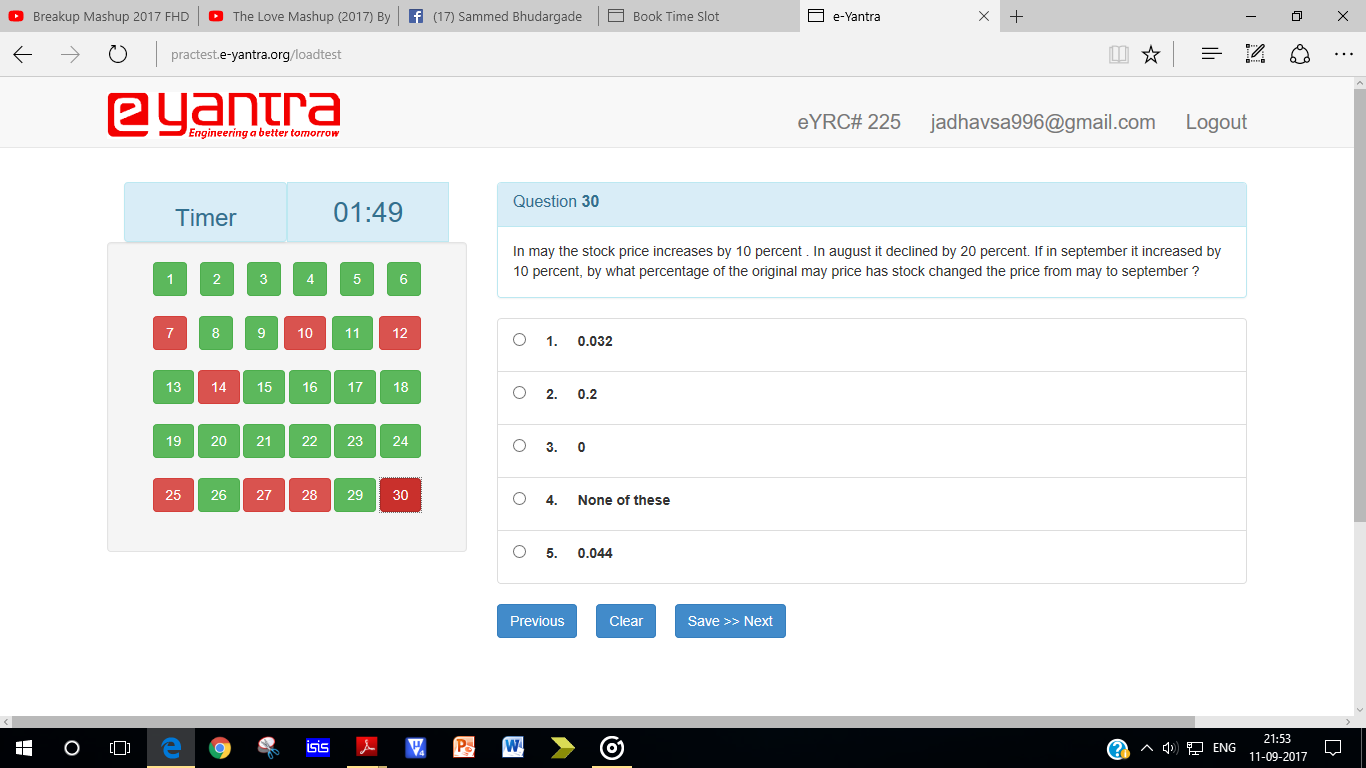 Breakup Mashup 2017 FHD
The Love Mashup (2017) By
(17) Sammed Bhudargade
Book Time Slot
e-Yantra
practest.e-yantra.org/loadtest
e yantra
Engineering a better tomorrow
eYRC# 225 jadhavsa996@gmail.com Logout
Timer 01:49
1 2 3 4 5 6
7 8 9 10 11 12
13 14 15 16 17 18
19 20 21 22 23 24
25 26 27 28 29 30
Question 30
In may the stock price increases by 10 percent . In august it declined by 20 percent. If in september it increased by
10 percent, by what percentage of the original may price has stock changed the price from may to september ?
1. 0.032
2. 0.2
3. 0
4. None of these
5. 0.044
Previous Clear Save >> Next
isis
ENG
21:53
11-09-2017